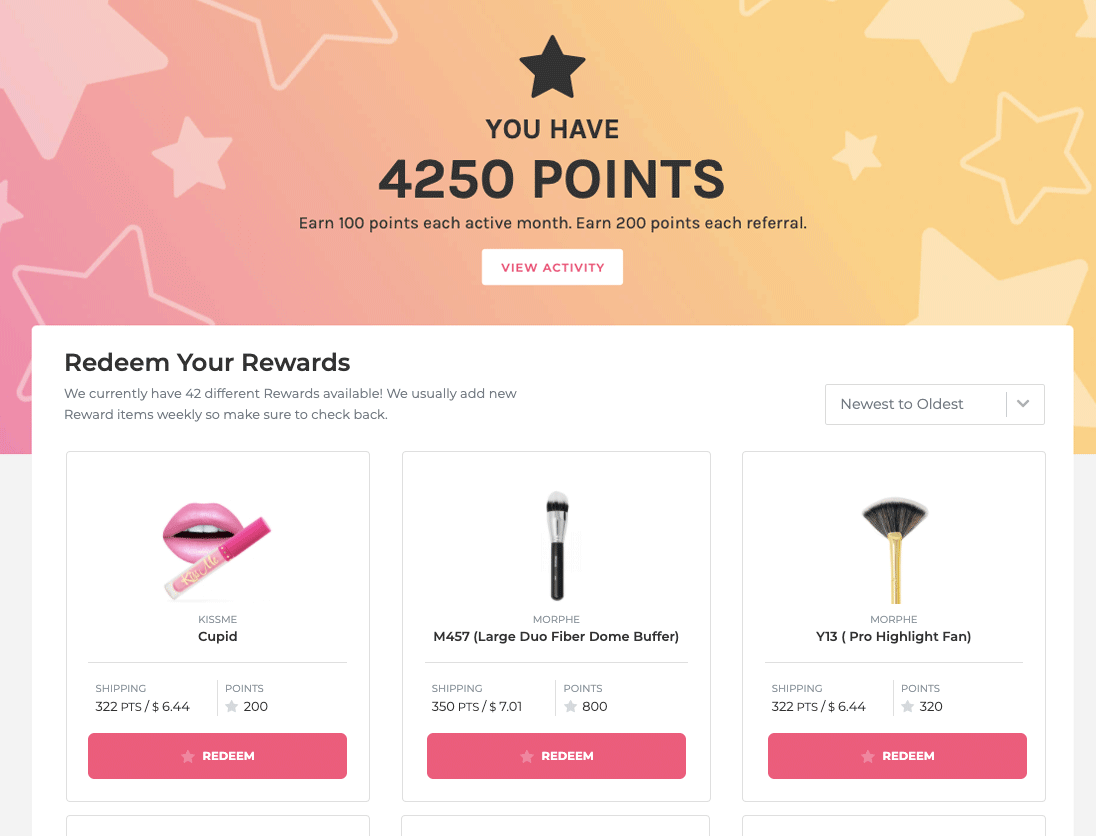 YOU HAVE
4250 POINTS
Earn 100 points each active month. Earn 200 points each referral.
VIEW ACTIVITY
Redeem Your Rewards
We currently have 42 different Rewards available! We usually add new
Reward items weekly so make sure to check back.
Newest to Oldest
KissMe
KISSME
Cupid
SHIPPING
POINTS
322 PTS / $ 6.44
200
REDEEM
MORPHE
M457 (Large Duo Fiber Dome Buffer)
SHIPPING
POINTS
350 PTS / $ 7.01
800
REDEEM
MORPHE
Y13 ( Pro Highlight Fan)
SHIPPING
POINTS
322 PTS / $ 6.44
320
REDEEM